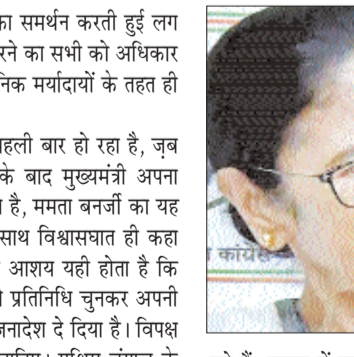 का समर्थन करती हुई लग
रने का सभी को अधिकार
निक मर्यादायों के तहत ही
हली बार हो रहा है, जब
के बाद मुख्यमंत्री अपना
है, ममता बनर्जी का यह
साथ विश्वासघात ही कहा
आशय यही होता है कि
प्रतिनिधि चुनकर अपनी
जनादेश दे दिया है। विपक्ष
कांग्रेस